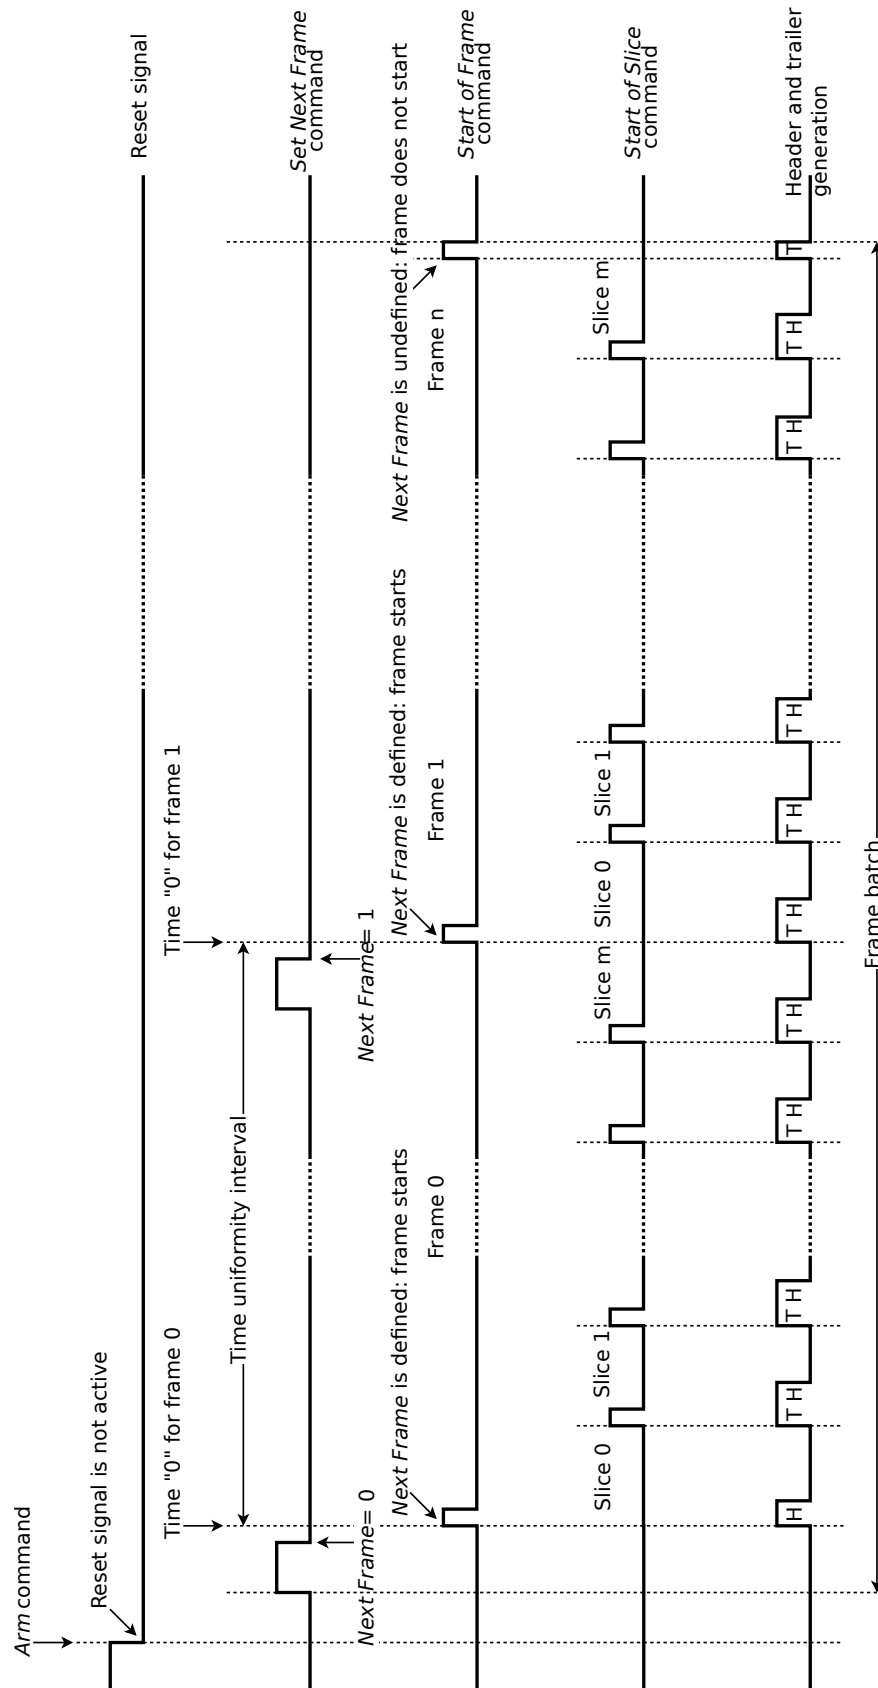 Arm command
Reset signal is not active
Reset signal
Time "0" for frame 0
Time "0" for frame 1
Time uniformity interval
Set Next Frame
command
Next Frame = 0
Next Frame = 1
Next Frame is defined: frame starts
Next Frame is defined: frame starts
Next Frame is undefined: frame does not start
Frame 0
Frame 1
Frame n
Start of Frame
command
Slice 0
Slice 1
Slice m
Slice 0
Slice 1
Slice m
Start of Slice
command
H
T H
T H
T H
T H
T H
T H
T H
T H
T H
T
Header and trailer
generation
Frame batch